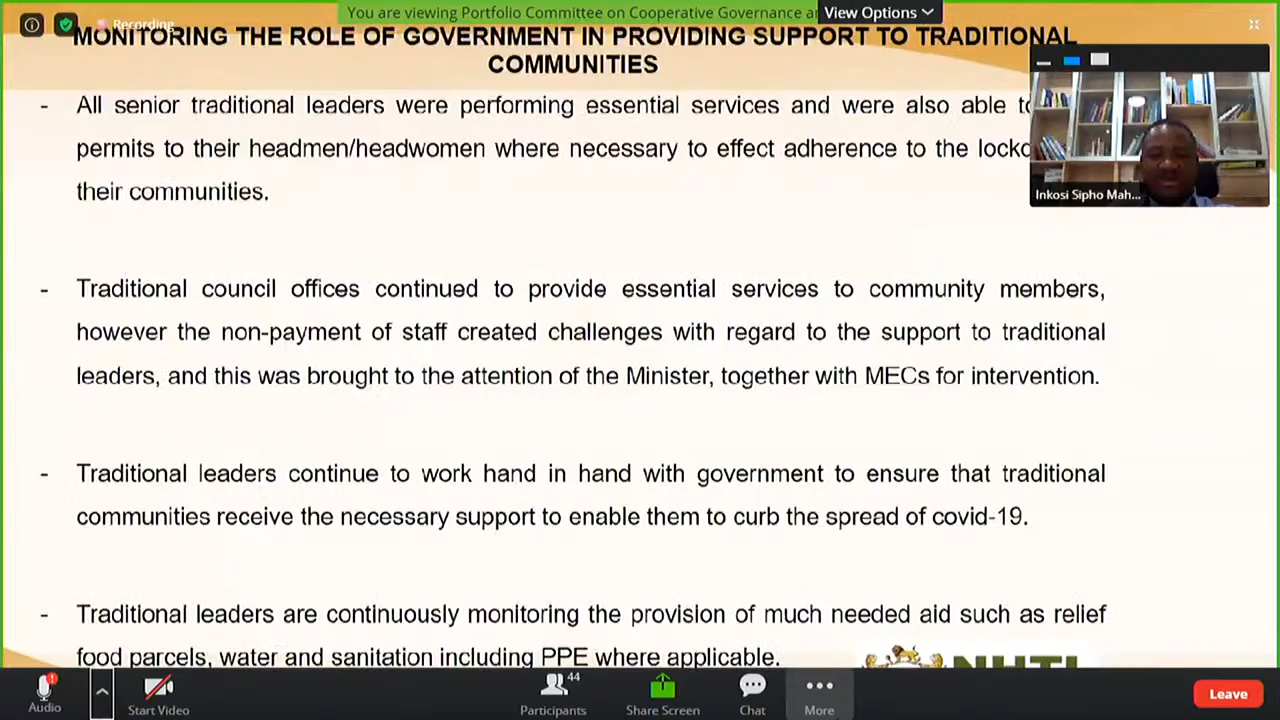 You are viewing Portfolio Committee on Cooperative Governance a
View Options
Recording
MONITORING THE ROLE OF GOVERNMENT IN PROVIDING SUPPORT TO TRADITIONAL
COMMUNITIES
- All senior traditional leaders were performing essential services and were also able to
permits to their headmen/headwomen where necessary to effect adherence to the lockd
their communities.
Inkosi Sipho Mah...
- Traditional council offices continued to provide essential services to community members,
however the non-payment of staff created challenges with regard to the support to traditional
leaders, and this was brought to the attention of the Minister, together with MECs for intervention.
- Traditional leaders continue to work hand in hand with government to ensure that traditional
communities receive the necessary support to enable them to curb the spread of covid-19.
- Traditional leaders are continuously monitoring the provision of much needed aid such as relief
food parcels, water and sanitation including PPE where applicable.
Audio
Start Video
44
Participants
Share Screen
Chat
More
Leave